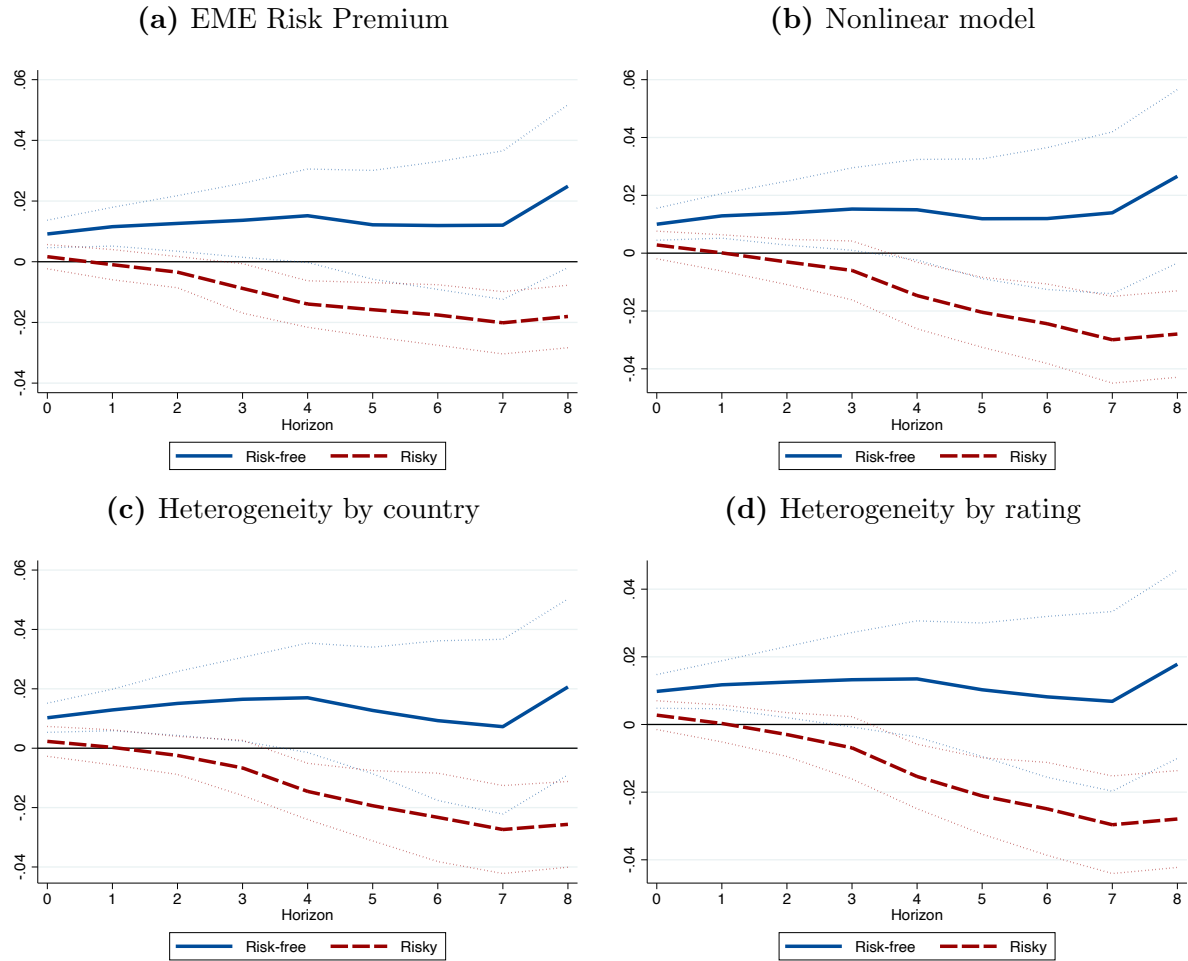 (a) EME Risk Premium
.06
.04
.02
0
-.02
-.04
0 1 2 3 4 5 6 7 8
Horizon
Risk-free Risky
(b) Nonlinear model
.06
.04
.02
0
-.02
-.04
0 1 2 3 4 5 6 7 8
Horizon
Risk-free Risky
(c) Heterogeneity by country
.06
.04
.02
0
-.02
-.04
0 1 2 3 4 5 6 7 8
Horizon
Risk-free Risky
(d) Heterogeneity by rating
.04
.02
0
-.02
-.04
0 1 2 3 4 5 6 7 8
Horizon
Risk-free Risky